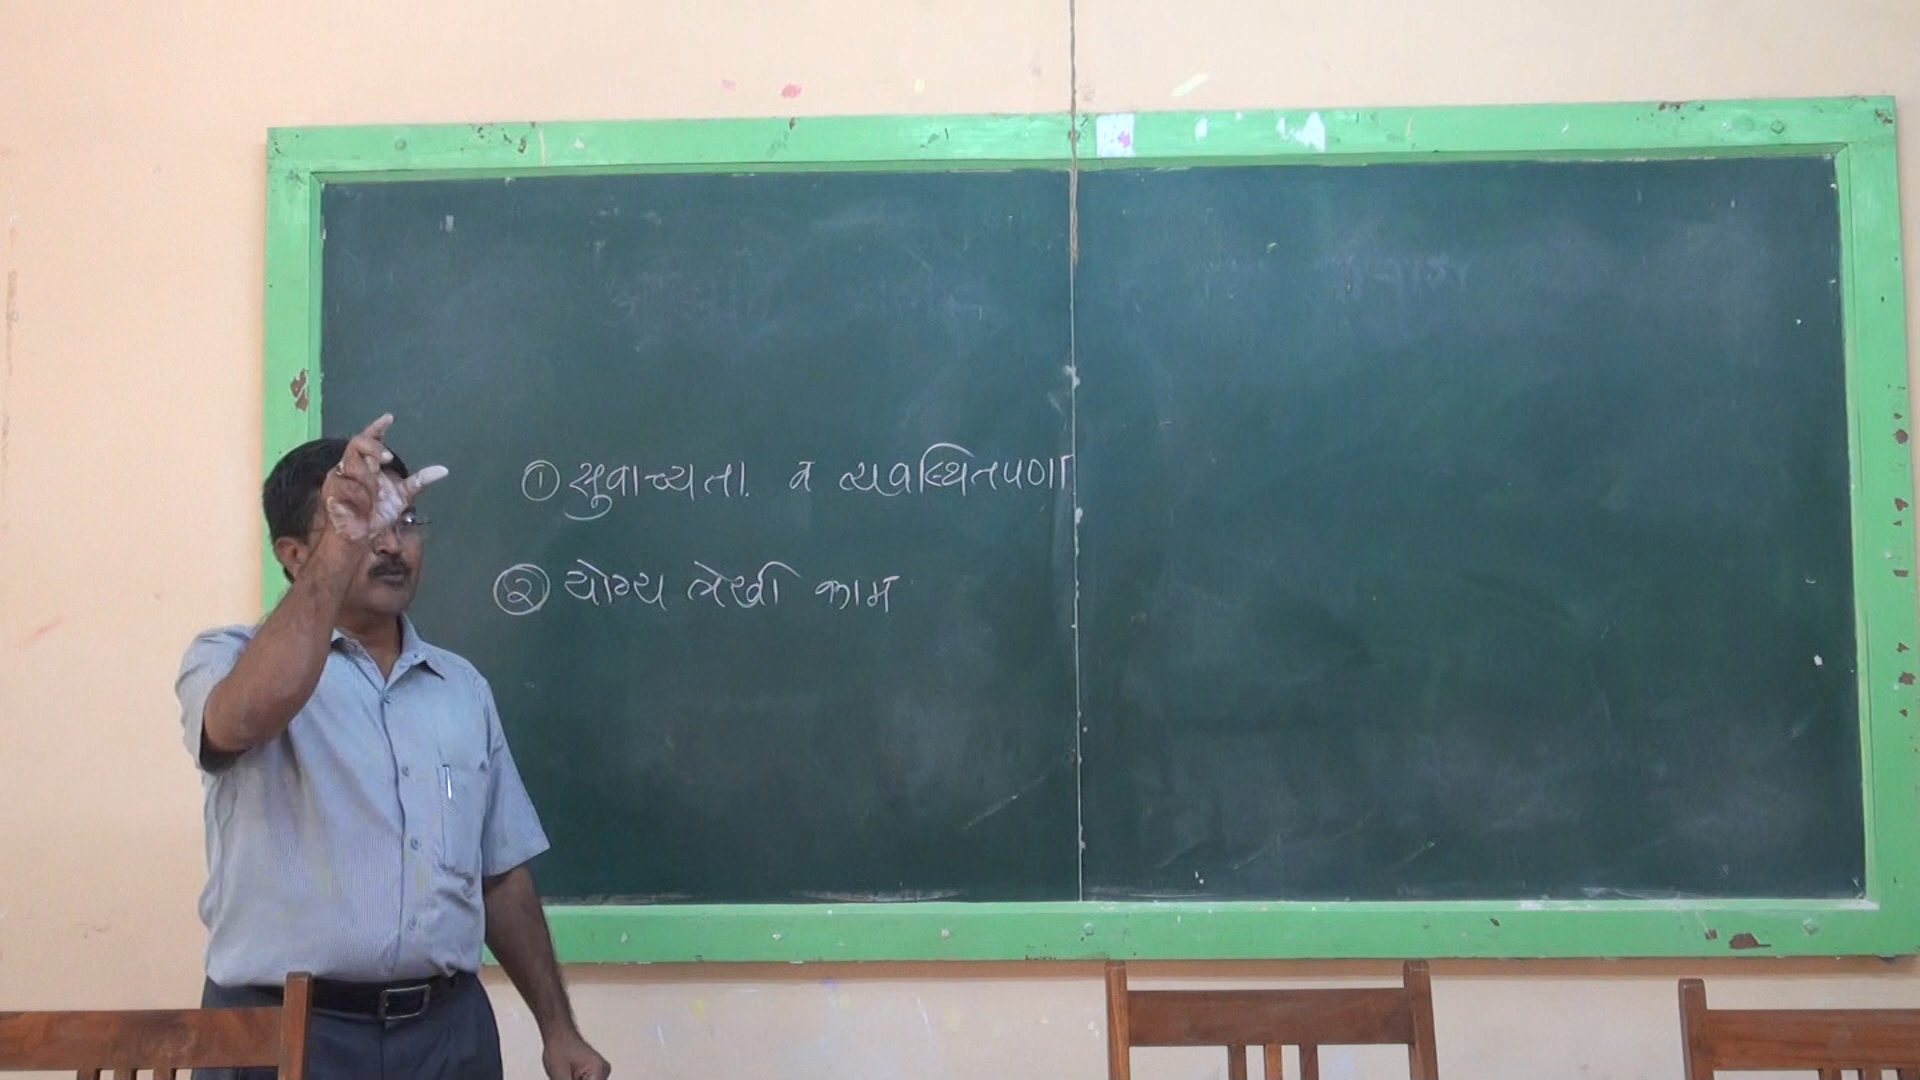 ① सुवाच्यता. व व्यवस्थितपणा
② योग्य लेखी काम